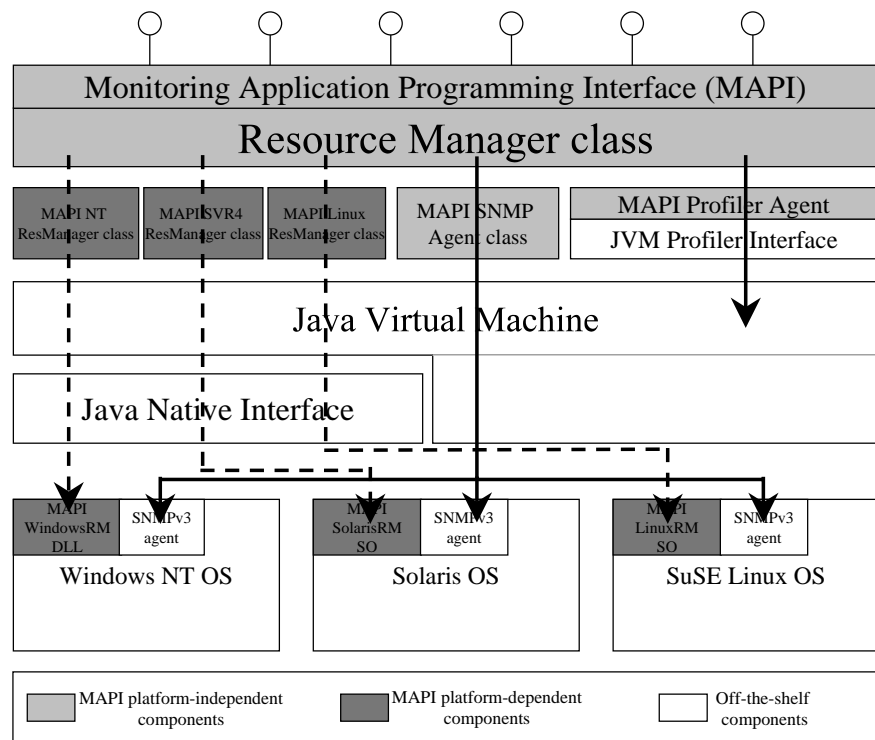 Monitoring Application Programming Interface (MAPI)
Resource Manager class
MAPI NT
ResManager class
MAPI SVR4
ResManager class
MAPI Linux
ResManager class
MAPI SNMP
Agent class
MAPI Profiler Agent
JVM Profiler Interface
Java Virtual Machine
Java Native Interface
MAPI
WindowsRM
DLL
SNMPv3
agent
Windows NT OS
MAPI
SolarisRM
SO
SNMPv3
agent
Solaris OS
MAPI
LinuxRM
SO
SNMPv3
agent
SuSE Linux OS
MAPI platform-independent
components
MAPI platform-dependent
components
Off-the-shelf
components